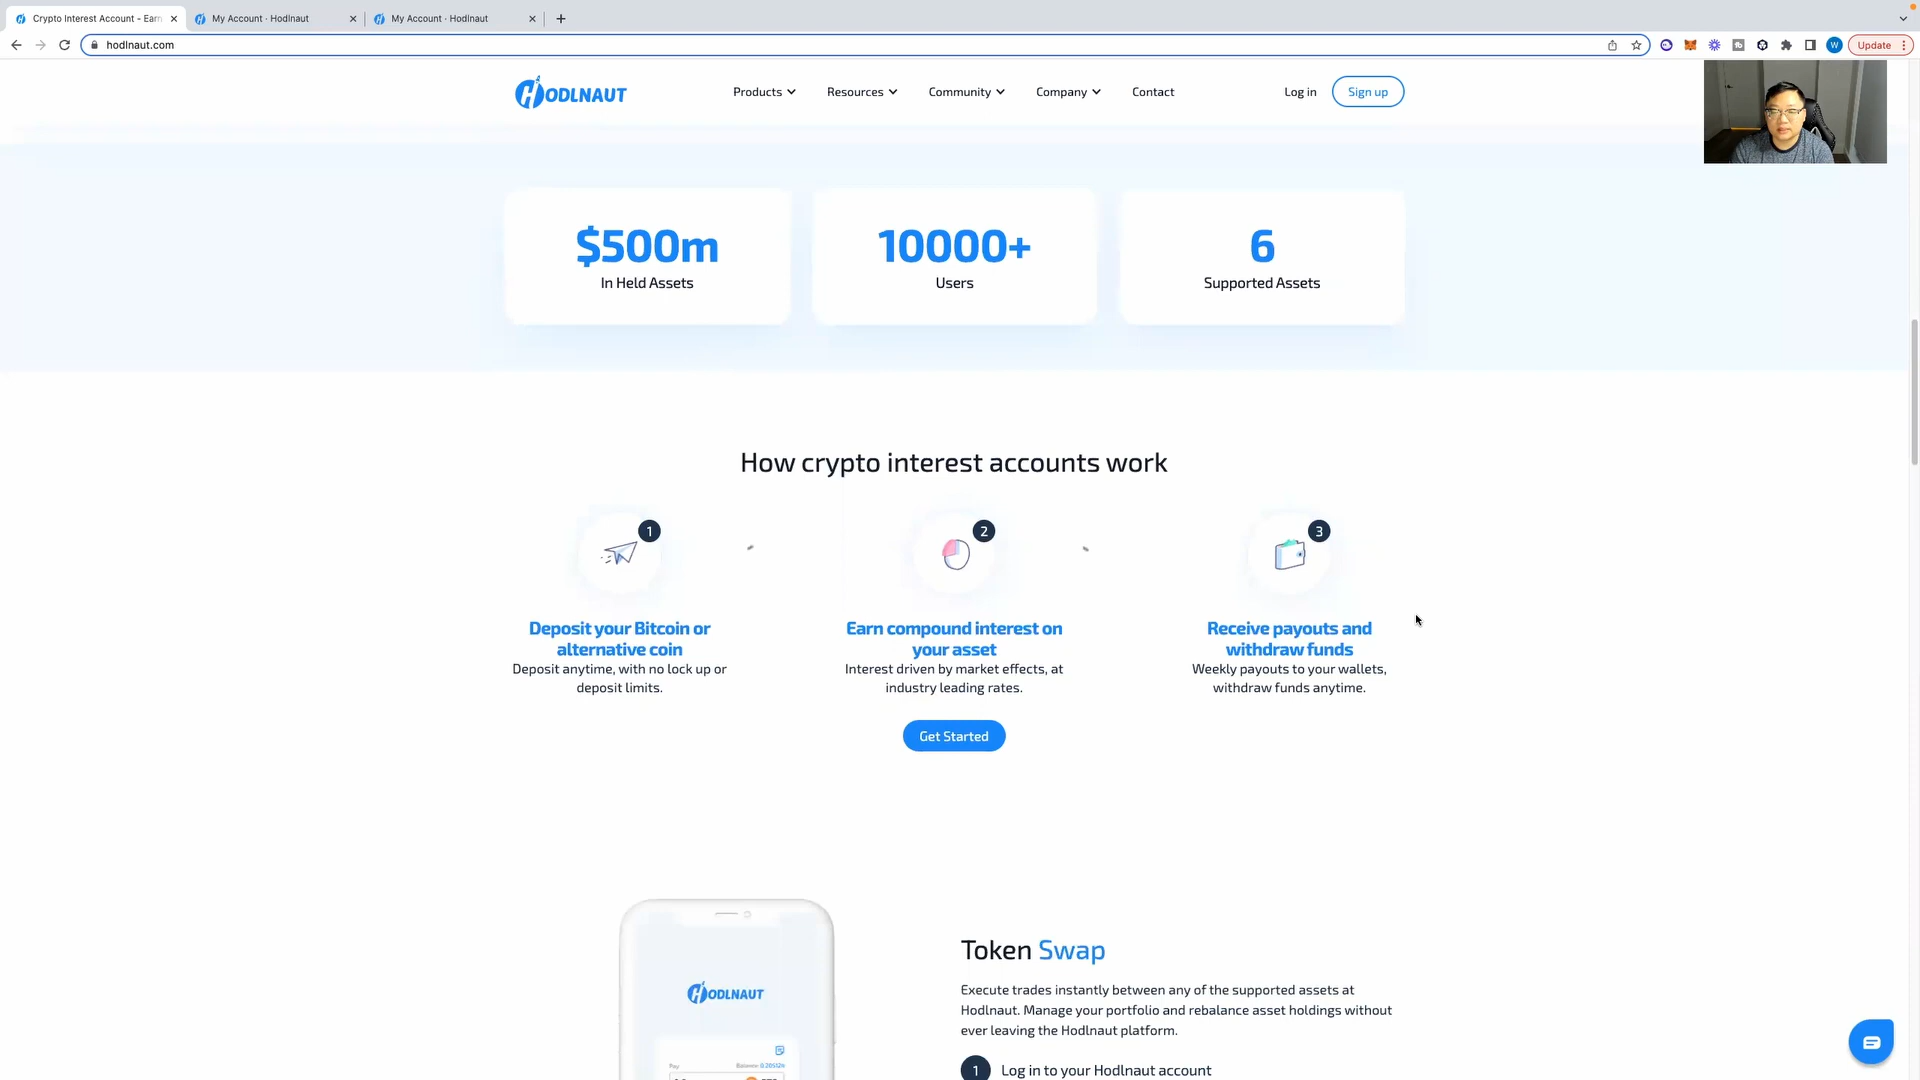 Crypto Interest Account - Earn
My Account · Hodlnaut
My Account · Hodlnaut
hodlnaut.com
W
Update
HODLNAUT
Products
Resources
Community
Company
Contact
Log in
Sign up
$500m
In Held Assets
10000+
Users
6
Supported Assets
How crypto interest accounts work
1
Deposit your Bitcoin or
alternative coin
Deposit anytime, with no lock up or
deposit limits.
2
Earn compound interest on
your asset
Interest driven by market effects, at
industry leading rates.
3
Receive payouts and
withdraw funds
Weekly payouts to your wallets,
withdraw funds anytime.
Get Started
HODLNAUT
Pay
Token Swap
Execute trades instantly between any of the supported assets at
Hodlnaut. Manage your portfolio and rebalance asset holdings without
ever leaving the Hodlnaut platform.
1 Log in to your Hodlnaut account